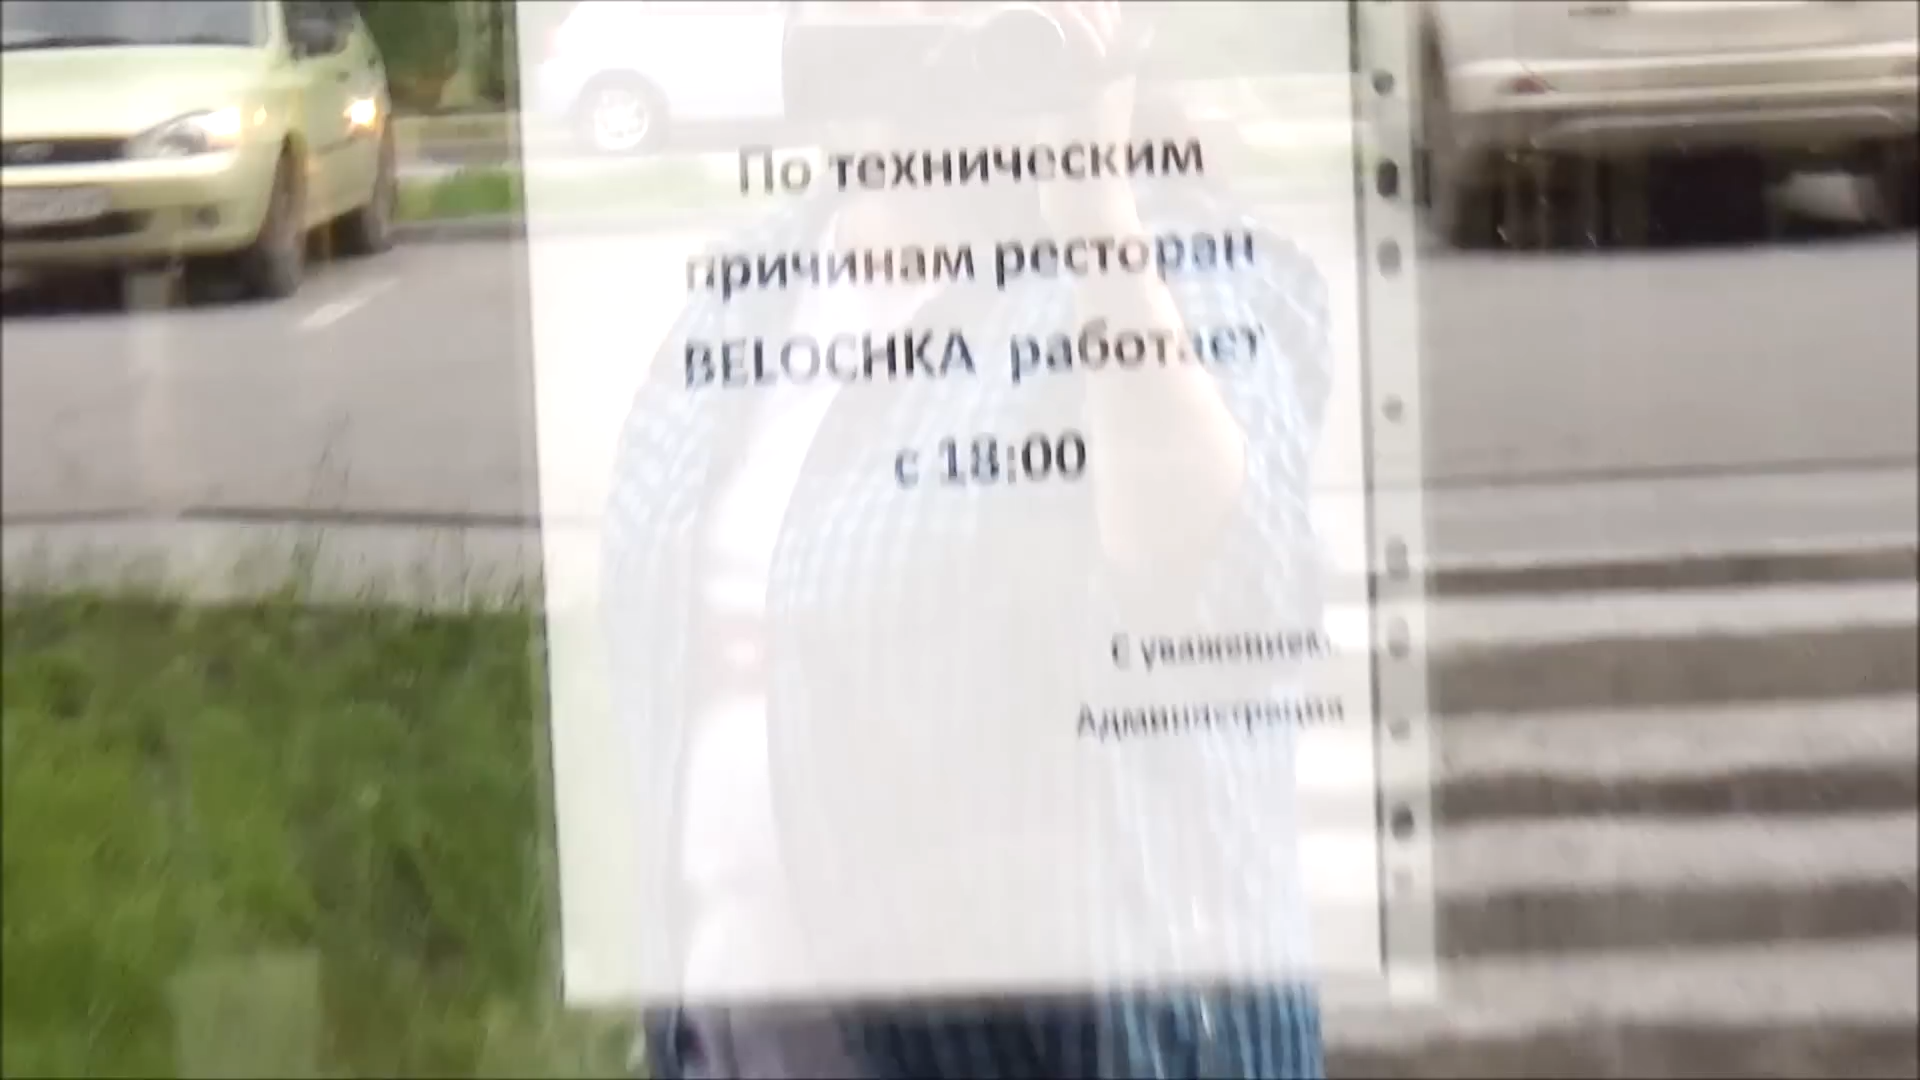 По техническим
причинам ресторан
BELOCHKA работает
с 18:00
С уважением,
Администрация